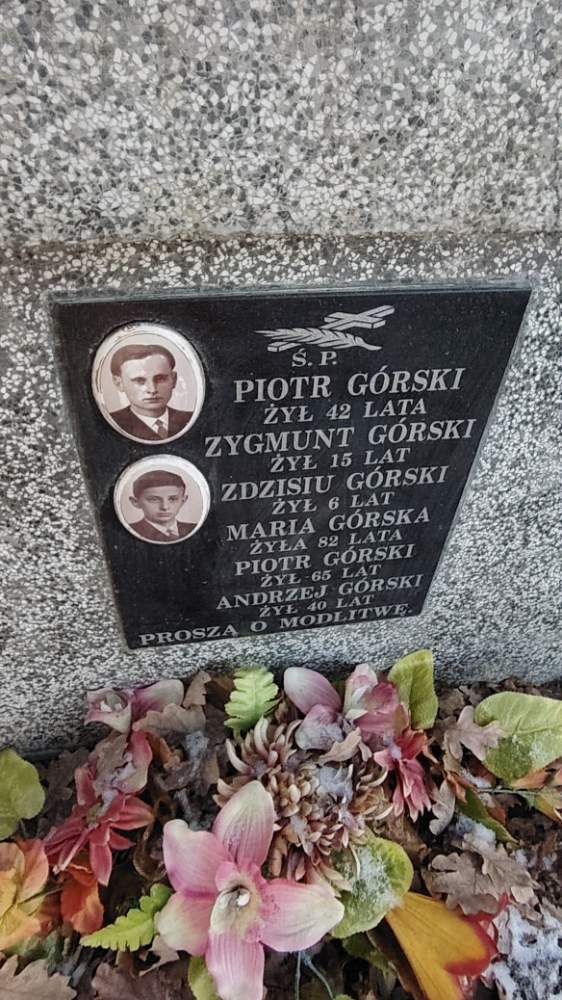 Ś. P.
PIOTR GÓRSKI
ŻYŁ 42 LATA
ZYGMUNT GÓRSKI
ŻYŁ 15 LAT
ZDZISIU GÓRSKI
ŻYŁ 6 LAT
MARIA GÓRSKA
ŻYŁA 82 LATA
PIOTR GÓRSKI
ŻYŁ 65 LAT
ANDRZEJ GÓRSKI
ŻYŁ 40 LAT
PROSZĄ O MODLITWĘ.